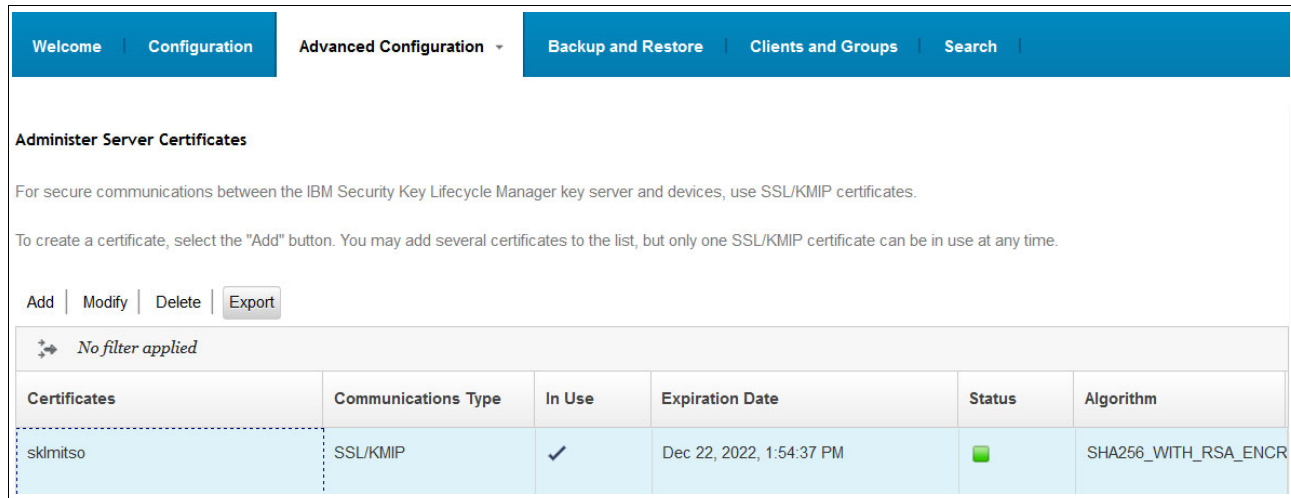 Welcome Configuration Advanced Configuration Backup and Restore Clients and Groups Search
Administer Server Certificates
For secure communications between the IBM Security Key Lifecycle Manager key server and devices, use SSL/KMIP certificates.
To create a certificate, select the "Add" button. You may add several certificates to the list, but only one SSL/KMIP certificate can be in use at any time.
Add Modify Delete Export
No filter applied
Certificates Communications Type In Use Expiration Date Status Algorithm
sklmitso SSL/KMIP Dec 22, 2022, 1:54:37 PM SHA256_WITH_RSA_ENCR